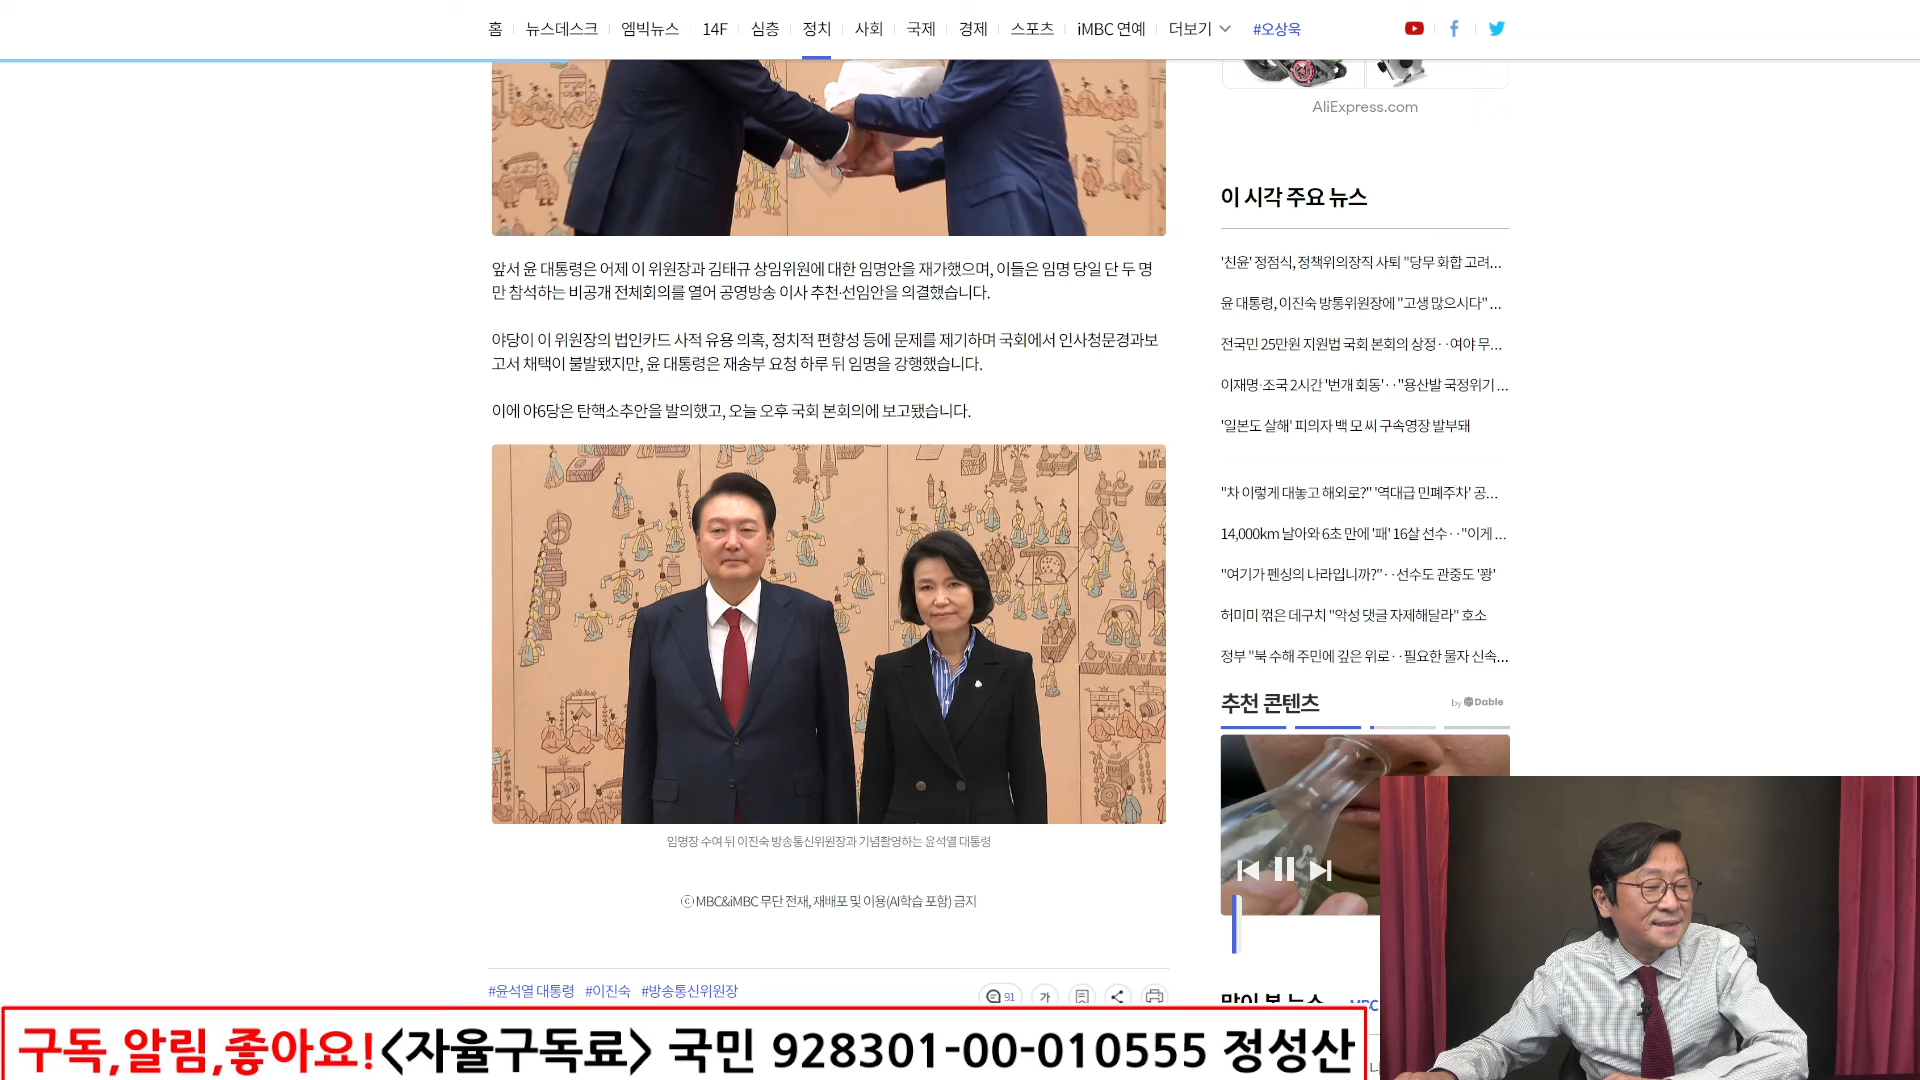 홈 뉴스데스크 엠빅뉴스 14F 심층 정치 사회 국제 경제 스포츠 iMBC 연예 더보기 #오상욱
AliExpress.com
앞서 윤 대통령은 어제 이 위원장과 김태규 상임위원에 대한 임명안을 재가했으며, 이들은 임명 당일 단 두 명
만 참석하는 비공개 전체회의를 열어 공영방송 이사 추천·선임안을 의결했습니다.
야당이 이 위원장의 법인카드 사적 유용 의혹, 정치적 편향성 등에 문제를 제기하며 국회에서 인사청문경과보
고서 채택이 불발됐지만, 윤 대통령은 재송부 요청 하루 뒤 임명을 강행했습니다.
이에 야6당은 탄핵소추안을 발의했고, 오늘 오후 국회 본회의에 보고됐습니다.
임명장 수여 뒤 이진숙 방송통신위원장과 기념촬영하는 윤석열 대통령
ⓒ MBC&iMBC 무단 전재, 재배포 및 이용(AI학습 포함) 금지
#윤석열 대통령 #이진숙 #방송통신위원장
91 가
이 시각 주요 뉴스
'친윤' 정점식, 정책위의장직 사퇴 "당무 화합 고려...
윤 대통령, 이진숙 방통위원장에 "고생 많으시다" ...
전국민 25만원 지원법 국회 본회의 상정‥여야 무...
이재명·조국 2시간 '번개 회동'‥"용산발 국정위기 ...
'일본도 살해' 피의자 백 모 씨 구속영장 발부돼
"차 이렇게 대놓고 해외로?" '역대급 민폐주차' 공...
14,000km 날아와 6초 만에 '패' 16살 선수‥"이게 ...
"여기가 펜싱의 나라입니까?"‥선수도 관중도 '꽝'
허미미 꺾은 데구치 "악성 댓글 자제해달라" 호소
정부 "북 수해 주민에 깊은 위로‥필요한 물자 신속...
추천 콘텐츠
by Dable
많이 본 뉴스 MBC
구독,알림,좋아요!<자율구독료> 국민 928301-00-010555 정성산